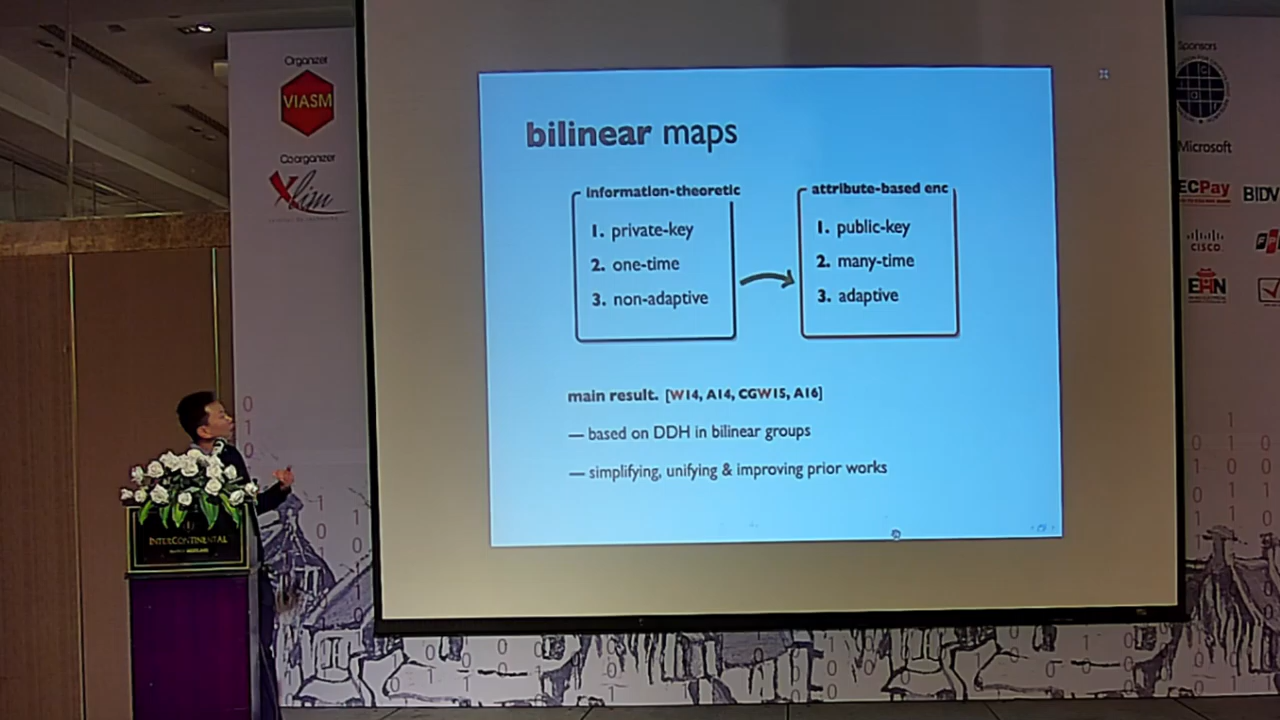 Organizer
VIASM
Coorganizer
Xlim
INTERCONTINENTAL
bilinear maps
information-theoretic
1. private-key
2. one-time
3. non-adaptive
attribute-based enc
1. public-key
2. many-time
3. adaptive
main result. [W14, A14, CGW15, A16]
— based on DDH in bilinear groups
— simplifying, unifying & improving prior works
Sponsors
Microsoft
ECPay
BIDV
CISCO